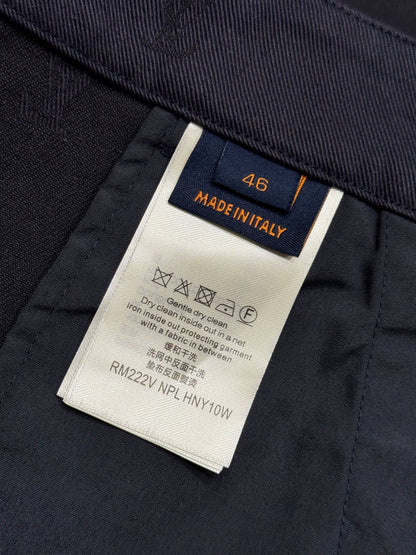 46
MADE IN ITALY
F
Gentle dry clean
Dry clean inside out in a net
iron inside out protecting garment
with a fabric in between
缓和干洗
洗网中反面干洗
垫布反面熨烫
RM222V NPL HNY10W